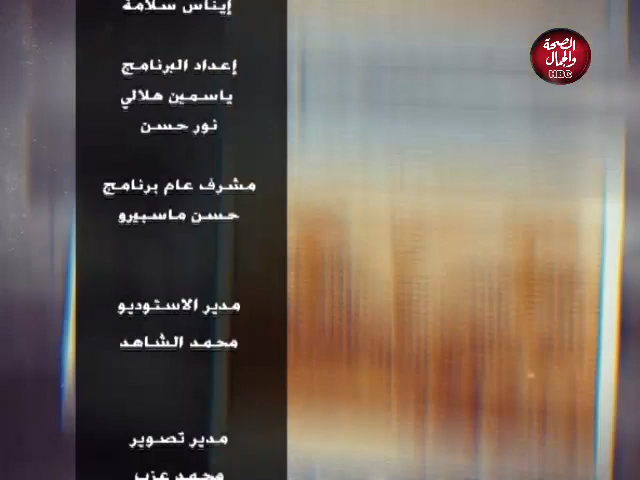 إيناس سلامة
الصحة
والجمال
HBC
إعداد البرنامج
ياسمين هلالي
نور حسن
مشرف عام برنامج
حسن ماسبيرو
مدير الاستوديو
محمد الشاهد
مدير تصوير
محمد عزب